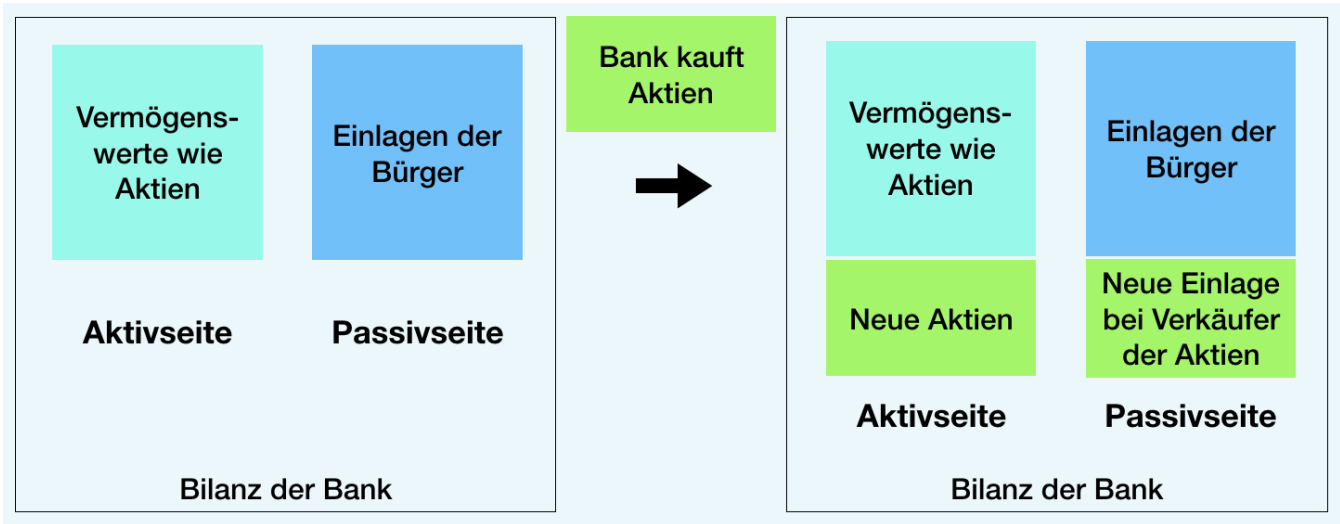 Vermögens-
werte wie
Aktien
Einlagen der
Bürger
Aktivseite
Passivseite
Bilanz der Bank
Bank kauft
Aktien
Vermögens-
werte wie
Aktien
Einlagen der
Bürger
Neue Aktien
Neue Einlage
bei Verkäufer
der Aktien
Aktivseite
Passivseite
Bilanz der Bank